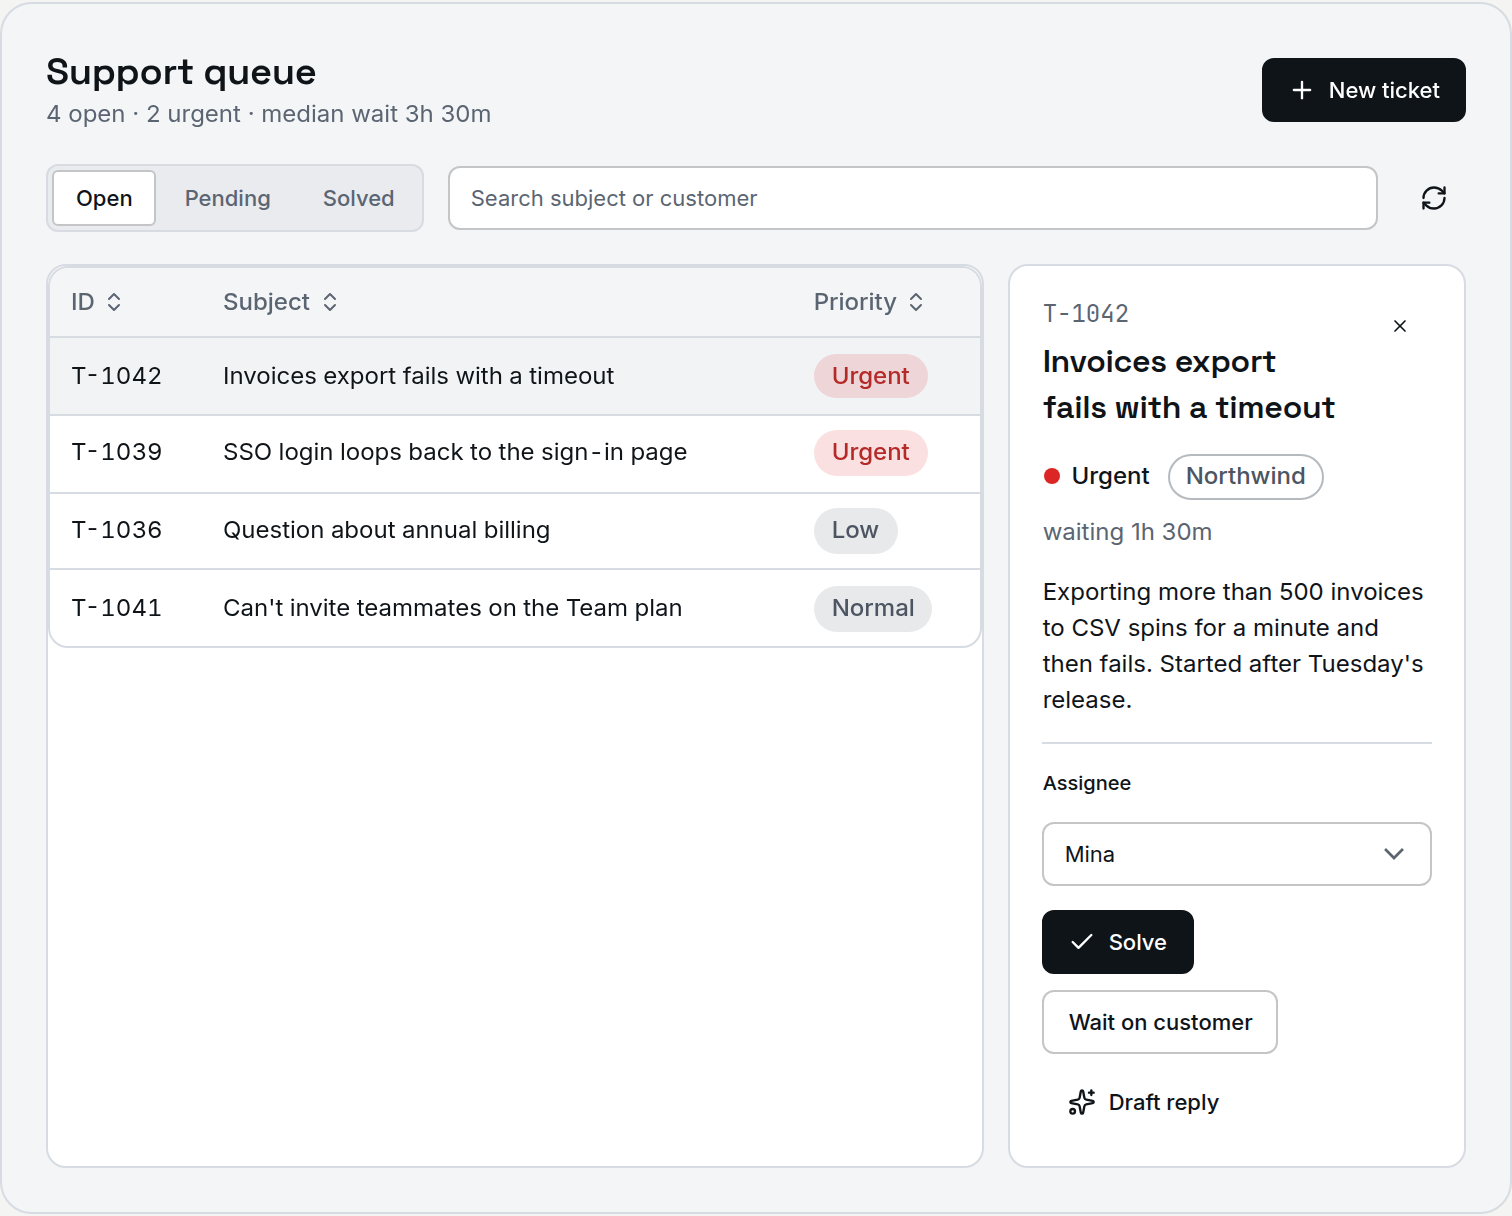 Support queue
4 open · 2 urgent · median wait 3h 30m
New ticket
Open Pending Solved
Search subject or customer
ID Subject Priority
T-1042 Invoices export fails with a timeout Urgent
T-1039 SSO login loops back to the sign-in page Urgent
T-1036 Question about annual billing Low
T-1041 Can't invite teammates on the Team plan Normal
T-1042
Invoices export
fails with a timeout
Urgent Northwind
waiting 1h 30m
Exporting more than 500 invoices
to CSV spins for a minute and
then fails. Started after Tuesday's
release.
Assignee
Mina
Solve
Wait on customer
Draft reply